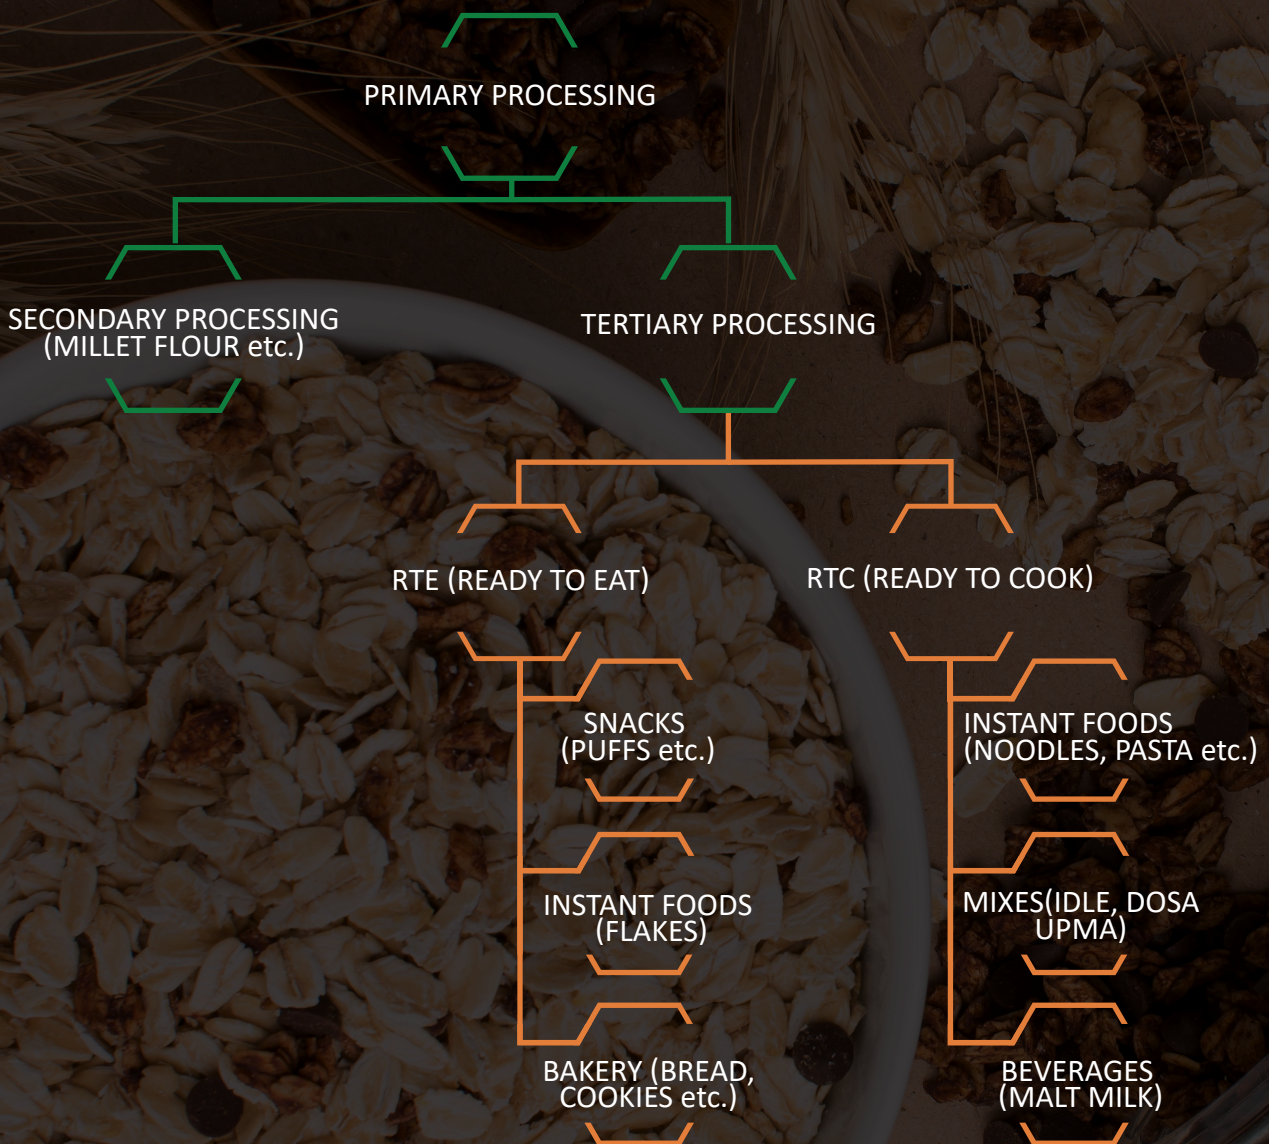 PRIMARY PROCESSING
SECONDARY PROCESSING
(MILLET FLOUR etc.)
TERTIARY PROCESSING
RTE (READY TO EAT)
RTC (READY TO COOK)
SNACKS
(PUFFS etc.)
INSTANT FOODS
(NOODLES, PASTA etc.)
INSTANT FOODS
(FLAKES)
MIXES(IDLE, DOSA
UPMA)
BAKERY (BREAD,
COOKIES etc.)
BEVERAGES
(MALT MILK)